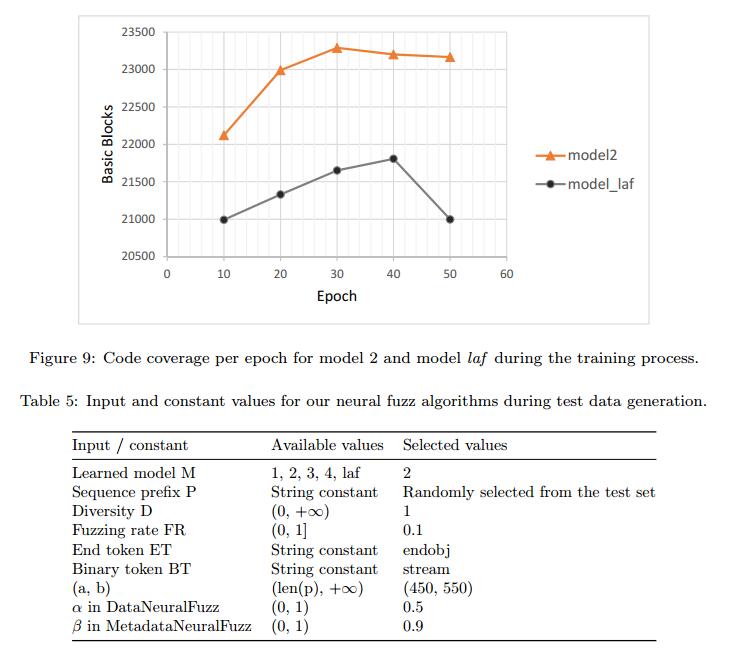 23500
23000
22500
22000
21500
21000
20500
Basic Blocks
0 10 20 30 40 50 60
Epoch
model2
model_laf
Figure 9: Code coverage per epoch for model 2 and model laf during the training process.
Table 5: Input and constant values for our neural fuzz algorithms during test data generation.
Input / constant Available values Selected values
Learned model M 1, 2, 3, 4, laf 2
Sequence prefix P String constant Randomly selected from the test set
Diversity D (0, +∞) 1
Fuzzing rate FR (0, 1] 0.1
End token ET String constant endobj
Binary token BT String constant stream
(a, b) (len(p), +∞) (450, 550)
α in DataNeuralFuzz (0, 1) 0.5
β in MetadataNeuralFuzz (0, 1) 0.9